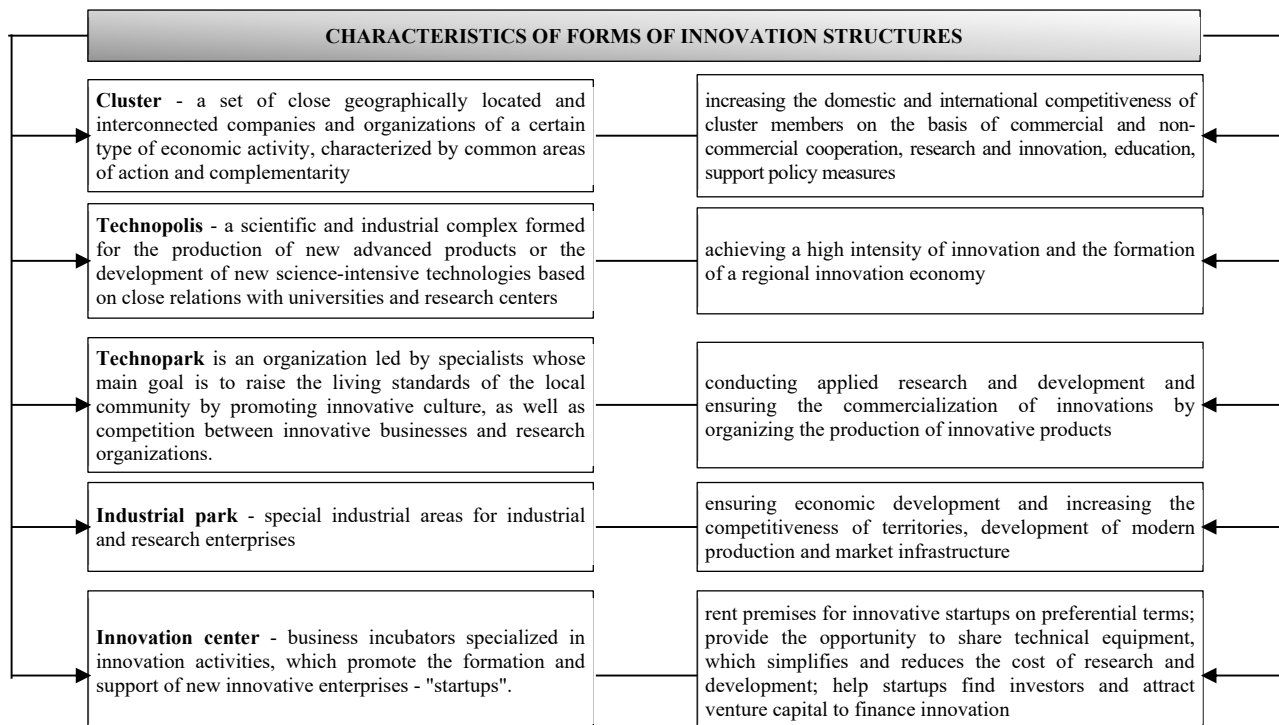 CHARACTERISTICS OF FORMS OF INNOVATION STRUCTURES
Cluster - a set of close geographically located and
interconnected companies and organizations of a certain
type of economic activity, characterized by common areas
of action and complementarity
increasing the domestic and international competitiveness of
cluster members on the basis of commercial and non-
commercial cooperation, research and innovation, education,
support policy measures
Technopolis - a scientific and industrial complex formed
for the production of new advanced products or the
development of new science-intensive technologies based
on close relations with universities and research centers
achieving a high intensity of innovation and the formation
of a regional innovation economy
Technopark is an organization led by specialists whose
main goal is to raise the living standards of the local
community by promoting innovative culture, as well as
competition between innovative businesses and research
organizations.
conducting applied research and development and
ensuring the commercialization of innovations by
organizing the production of innovative products
Industrial park - special industrial areas for industrial
and research enterprises
ensuring economic development and increasing the
competitiveness of territories, development of modern
production and market infrastructure
Innovation center - business incubators specialized in
innovation activities, which promote the formation and
support of new innovative enterprises - "startups".
rent premises for innovative startups on preferential terms;
provide the opportunity to share technical equipment,
which simplifies and reduces the cost of research and
development; help startups find investors and attract
venture capital to finance innovation